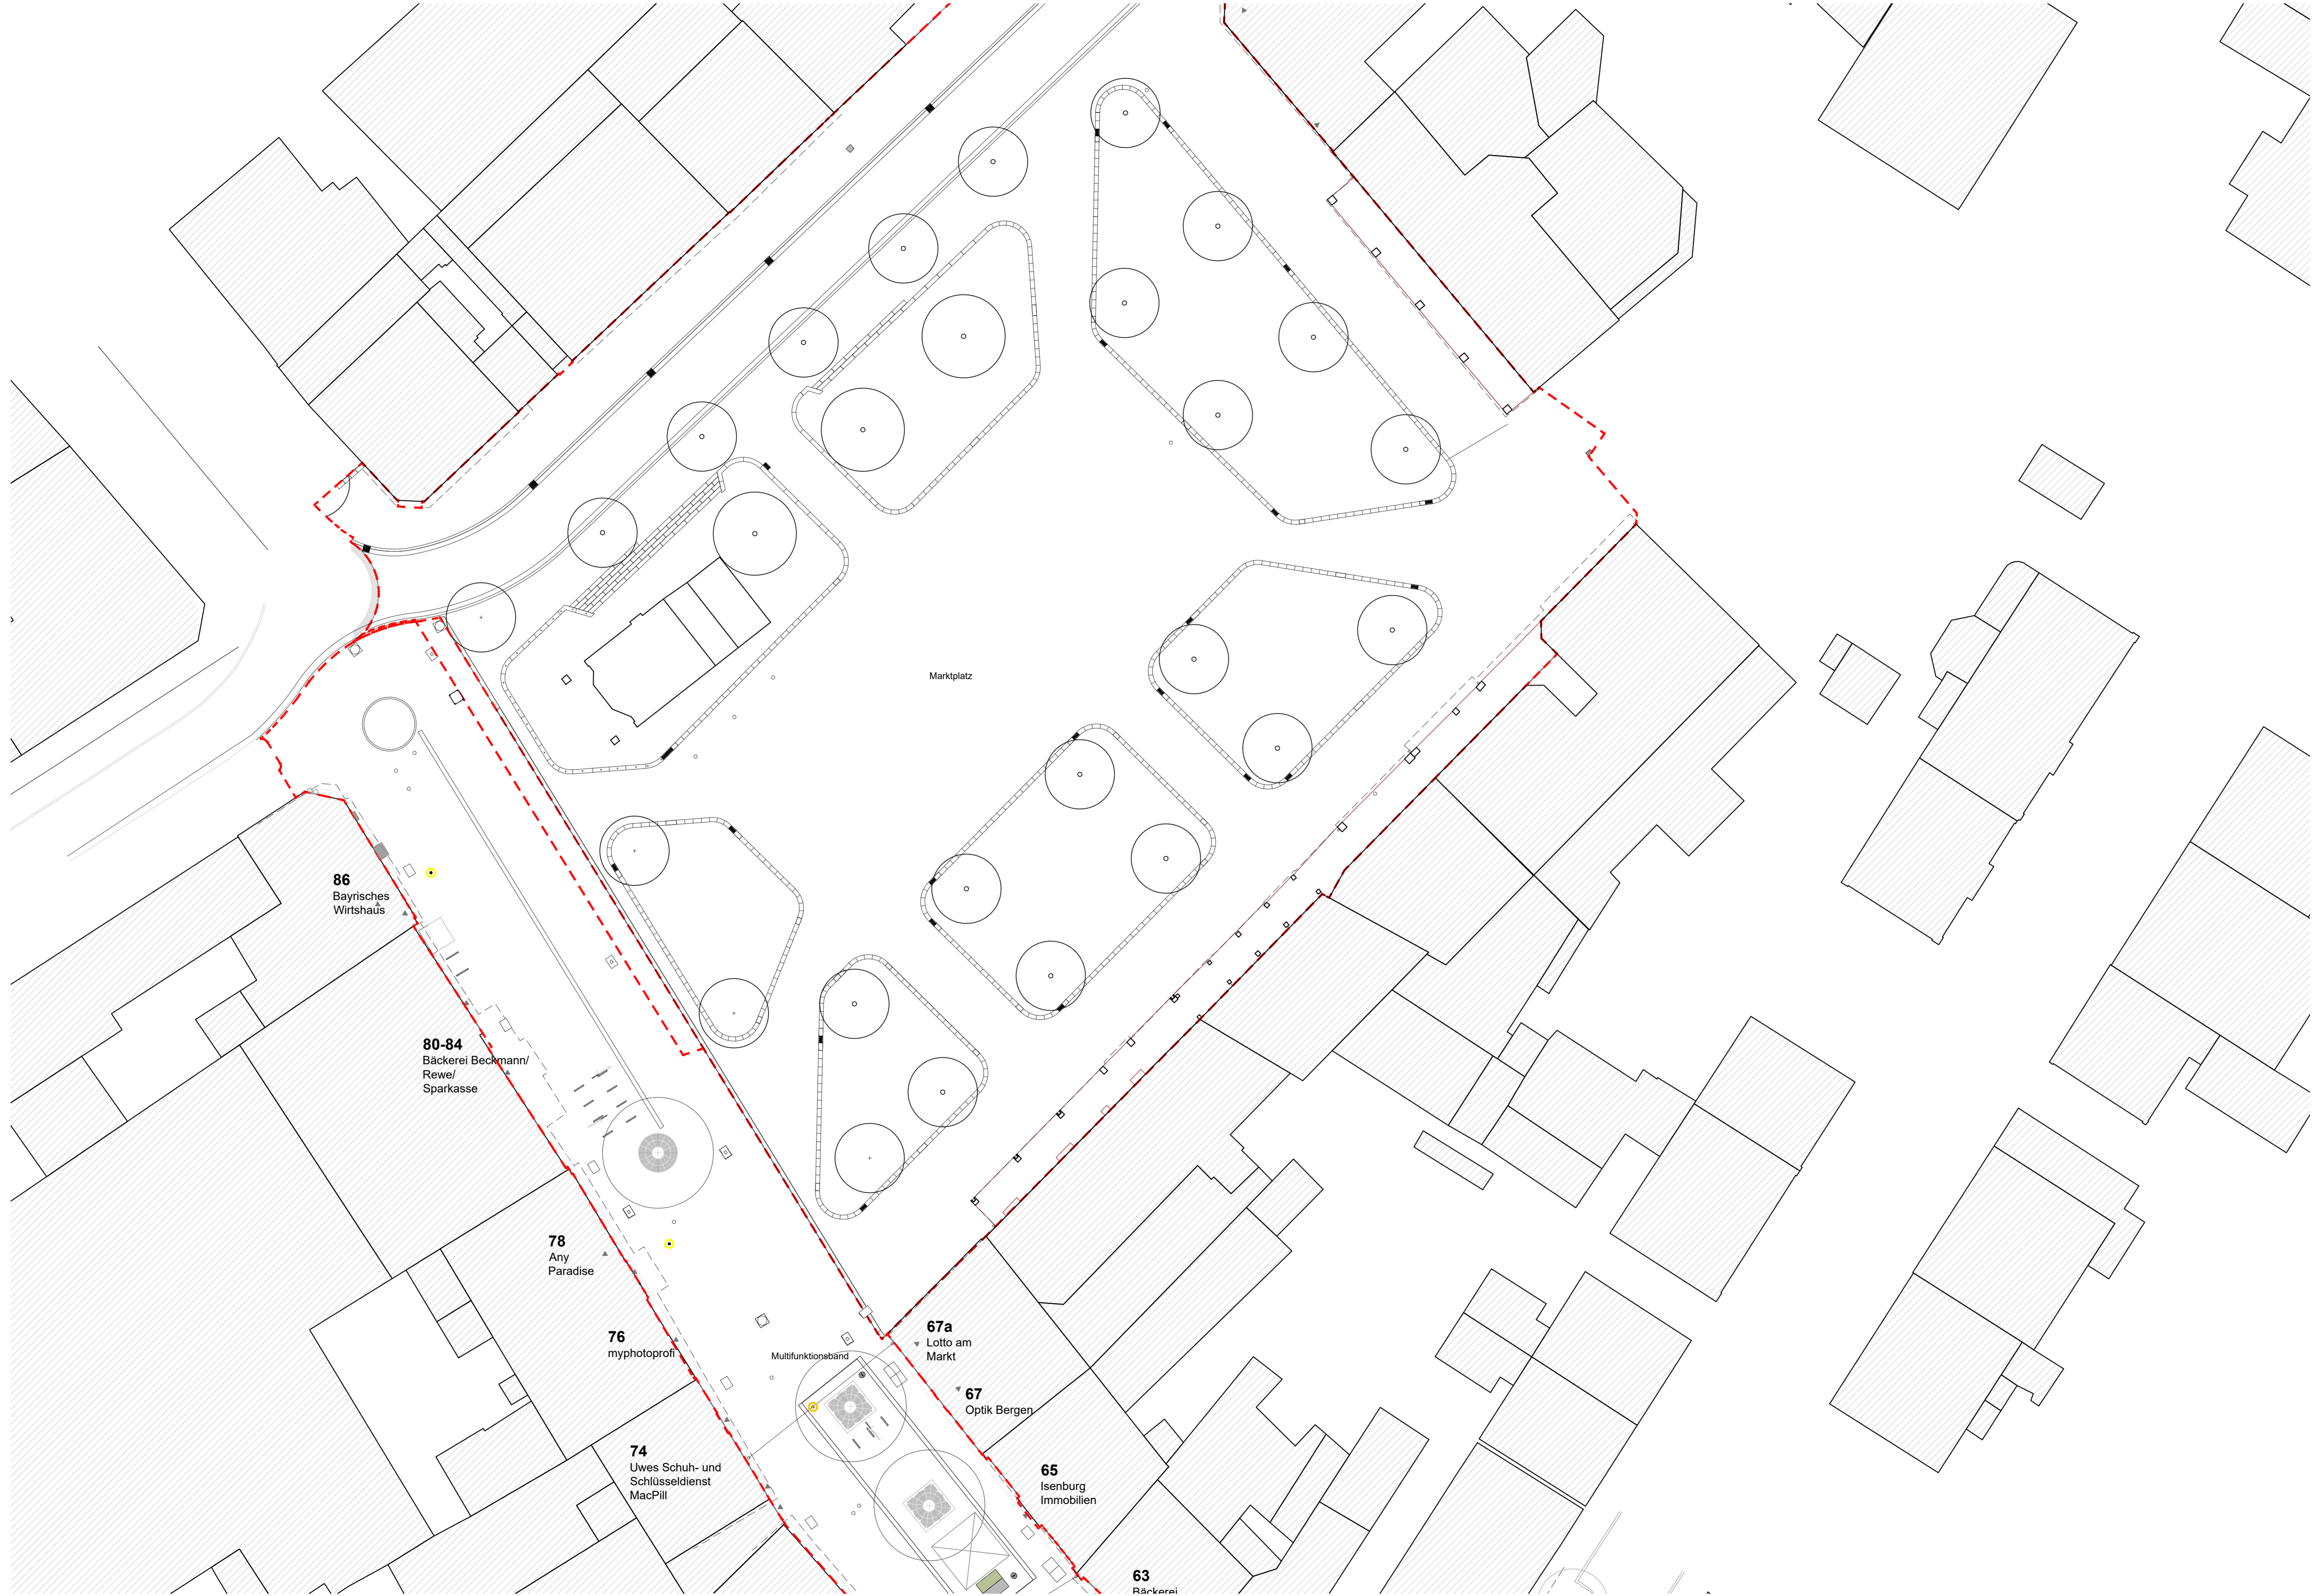 Marktplatz
86
Bayrisches
Wirtshaus
80-84
Bäckerei Beckmann/
Rewe/
Sparkasse
78
Any
Paradise
76
myphotoprofi
Multifunktionsband
67a
Lotto am
Markt
67
Optik Bergen
74
Uwes Schuh- und
Schlüsseldienst
MacPill
65
Isenburg
Immobilien
63
Bäckerei